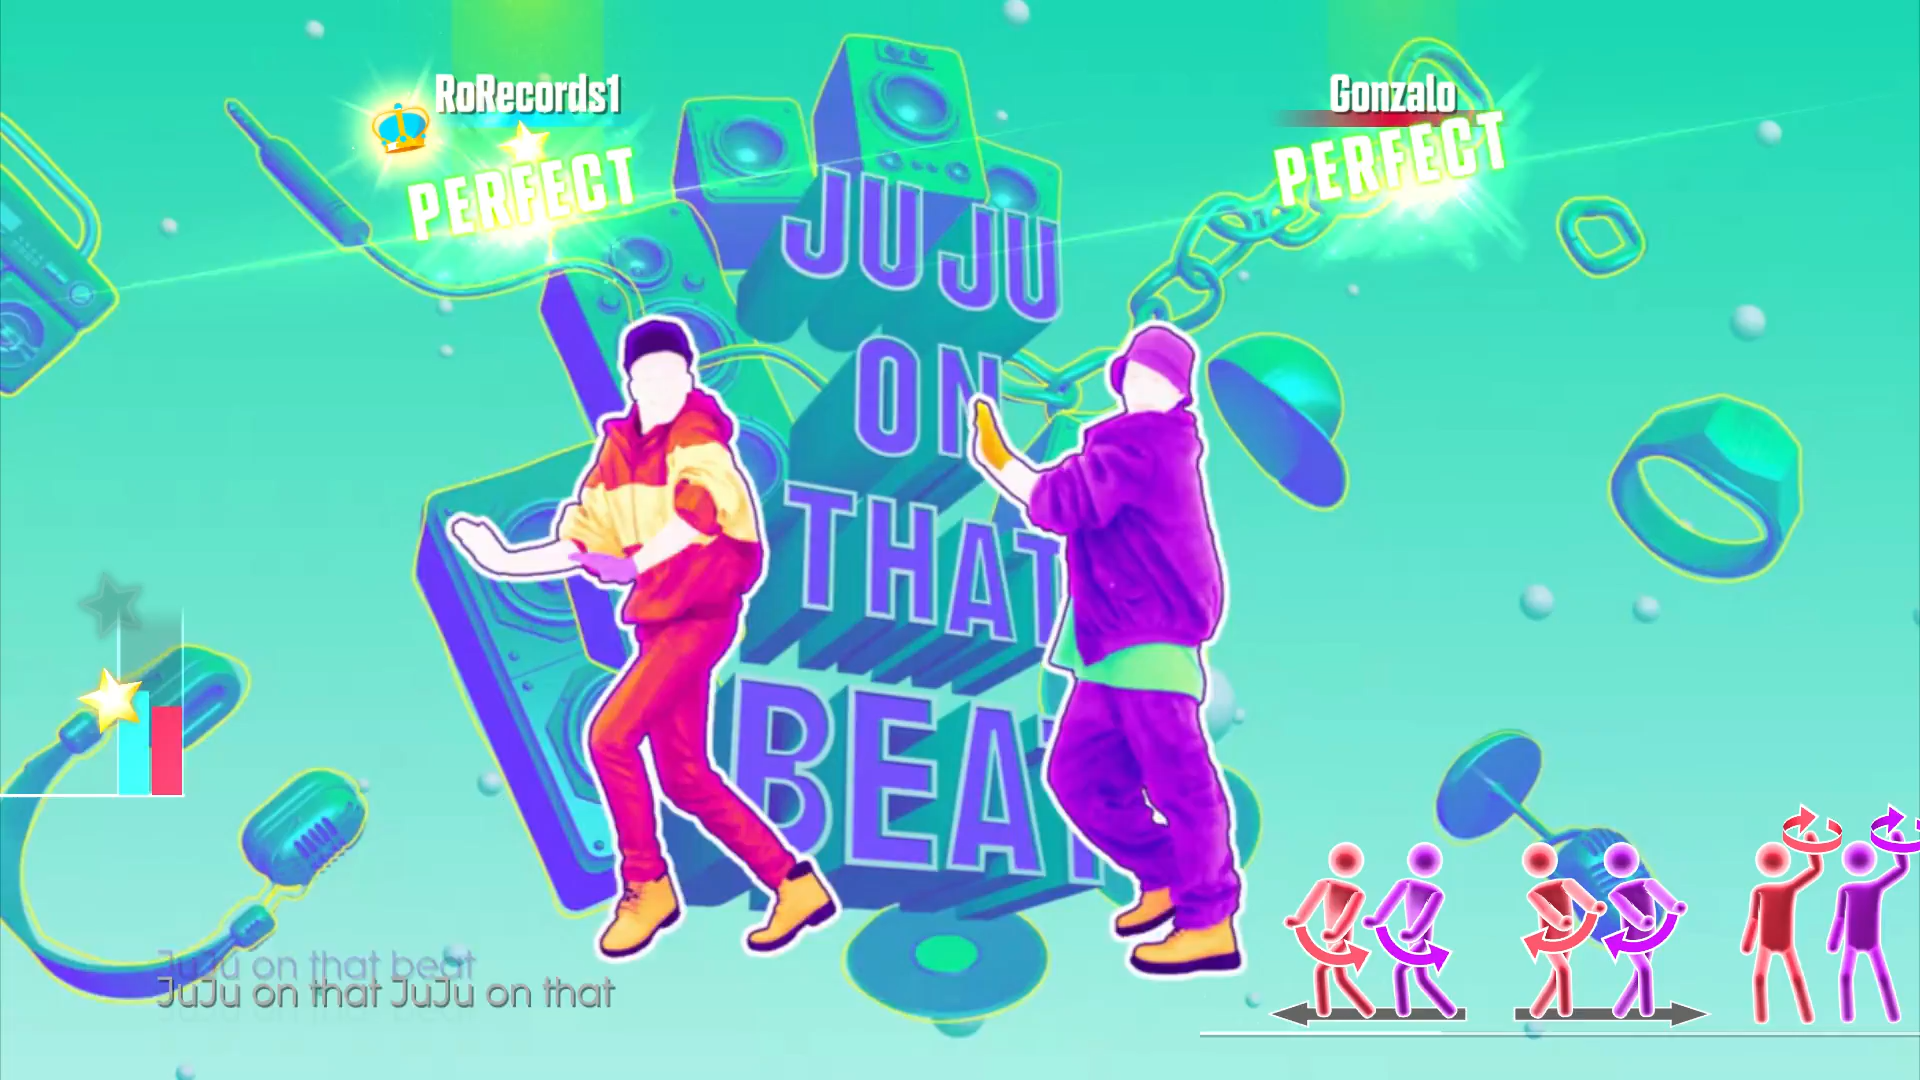 RoRecords1
PERFECT
Gonzalo
PERFECT
JUJU
ON
THAT
BEAT
JuJu on that beat
JuJu on that JuJu on that